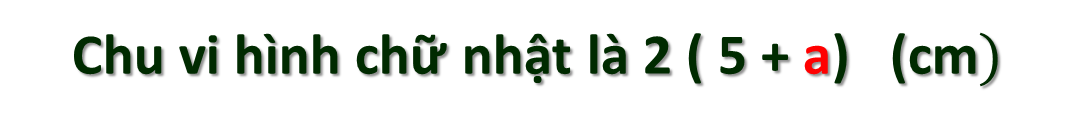 Chu vi hình chữ nhật là 2 ( 5 + a) (cm)